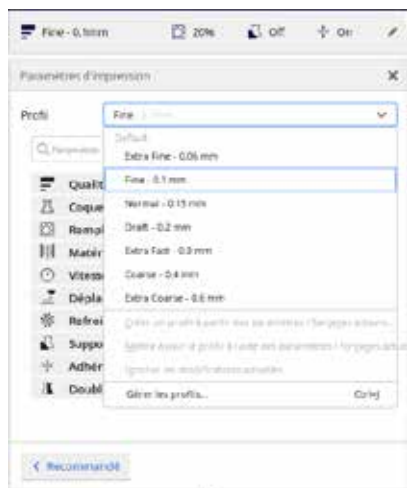 Fine - 0.1mm 20% Off On
Paramètres d'impression
Profil Fine
Default
Extra Fine - 0.06 mm
Fine - 0.1 mm
Normal - 0.15 mm
Draft - 0.2 mm
Extra Fast - 0.3 mm
Coarse - 0.4 mm
Extra Coarse - 0.6 mm
Qualit
Coque
Rempl
Matér
Vitesse
Dépla
Refroi
Suppo
Adhér
Doubl
Gérer les profils...
Recommandé